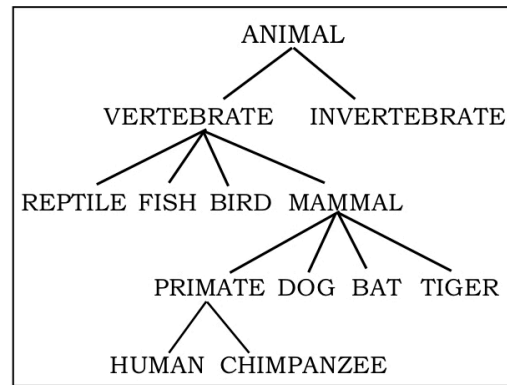 ANIMAL
VERTEBRATE INVERTEBRATE
REPTILE FISH BIRD MAMMAL
PRIMATE DOG BAT TIGER
HUMAN CHIMPANZEE